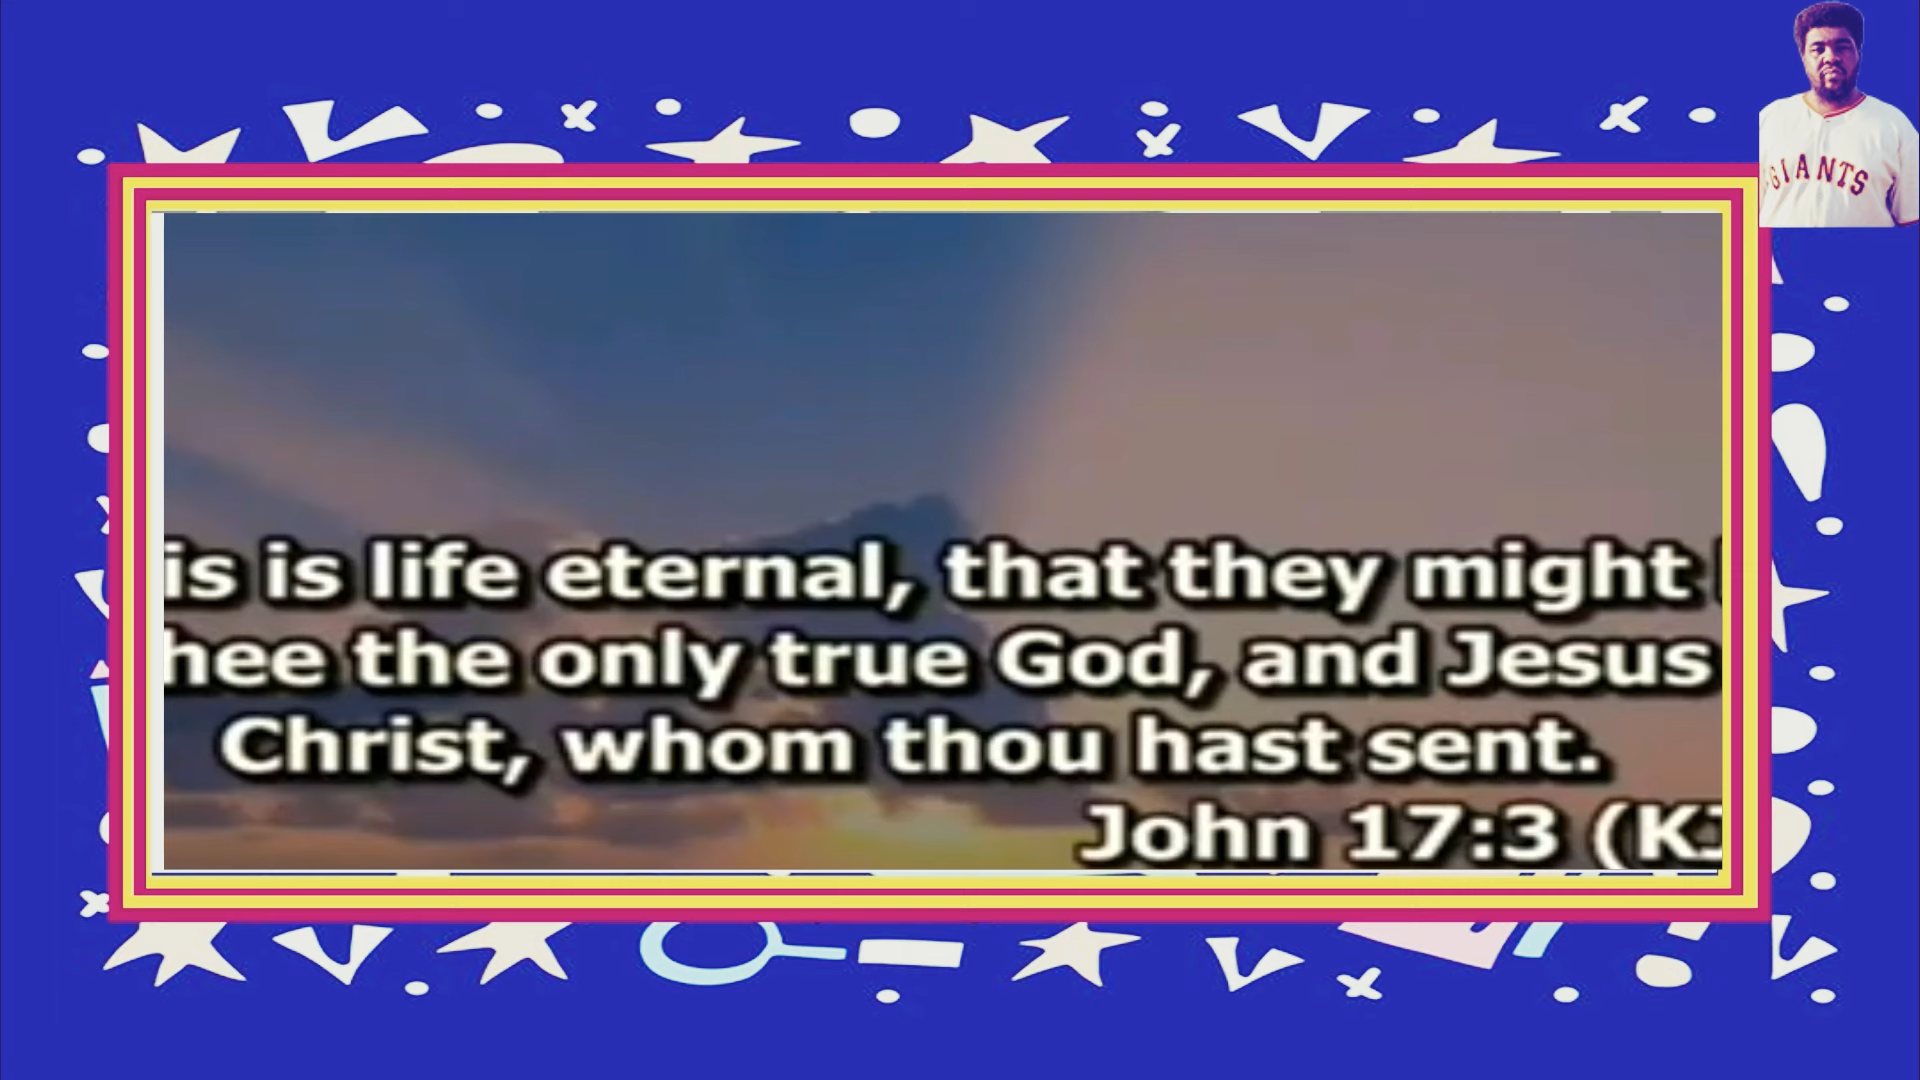 GIANTS
is is life eternal, that they might
hee the only true God, and Jesus
Christ, whom thou hast sent.
John 17:3 (KJ